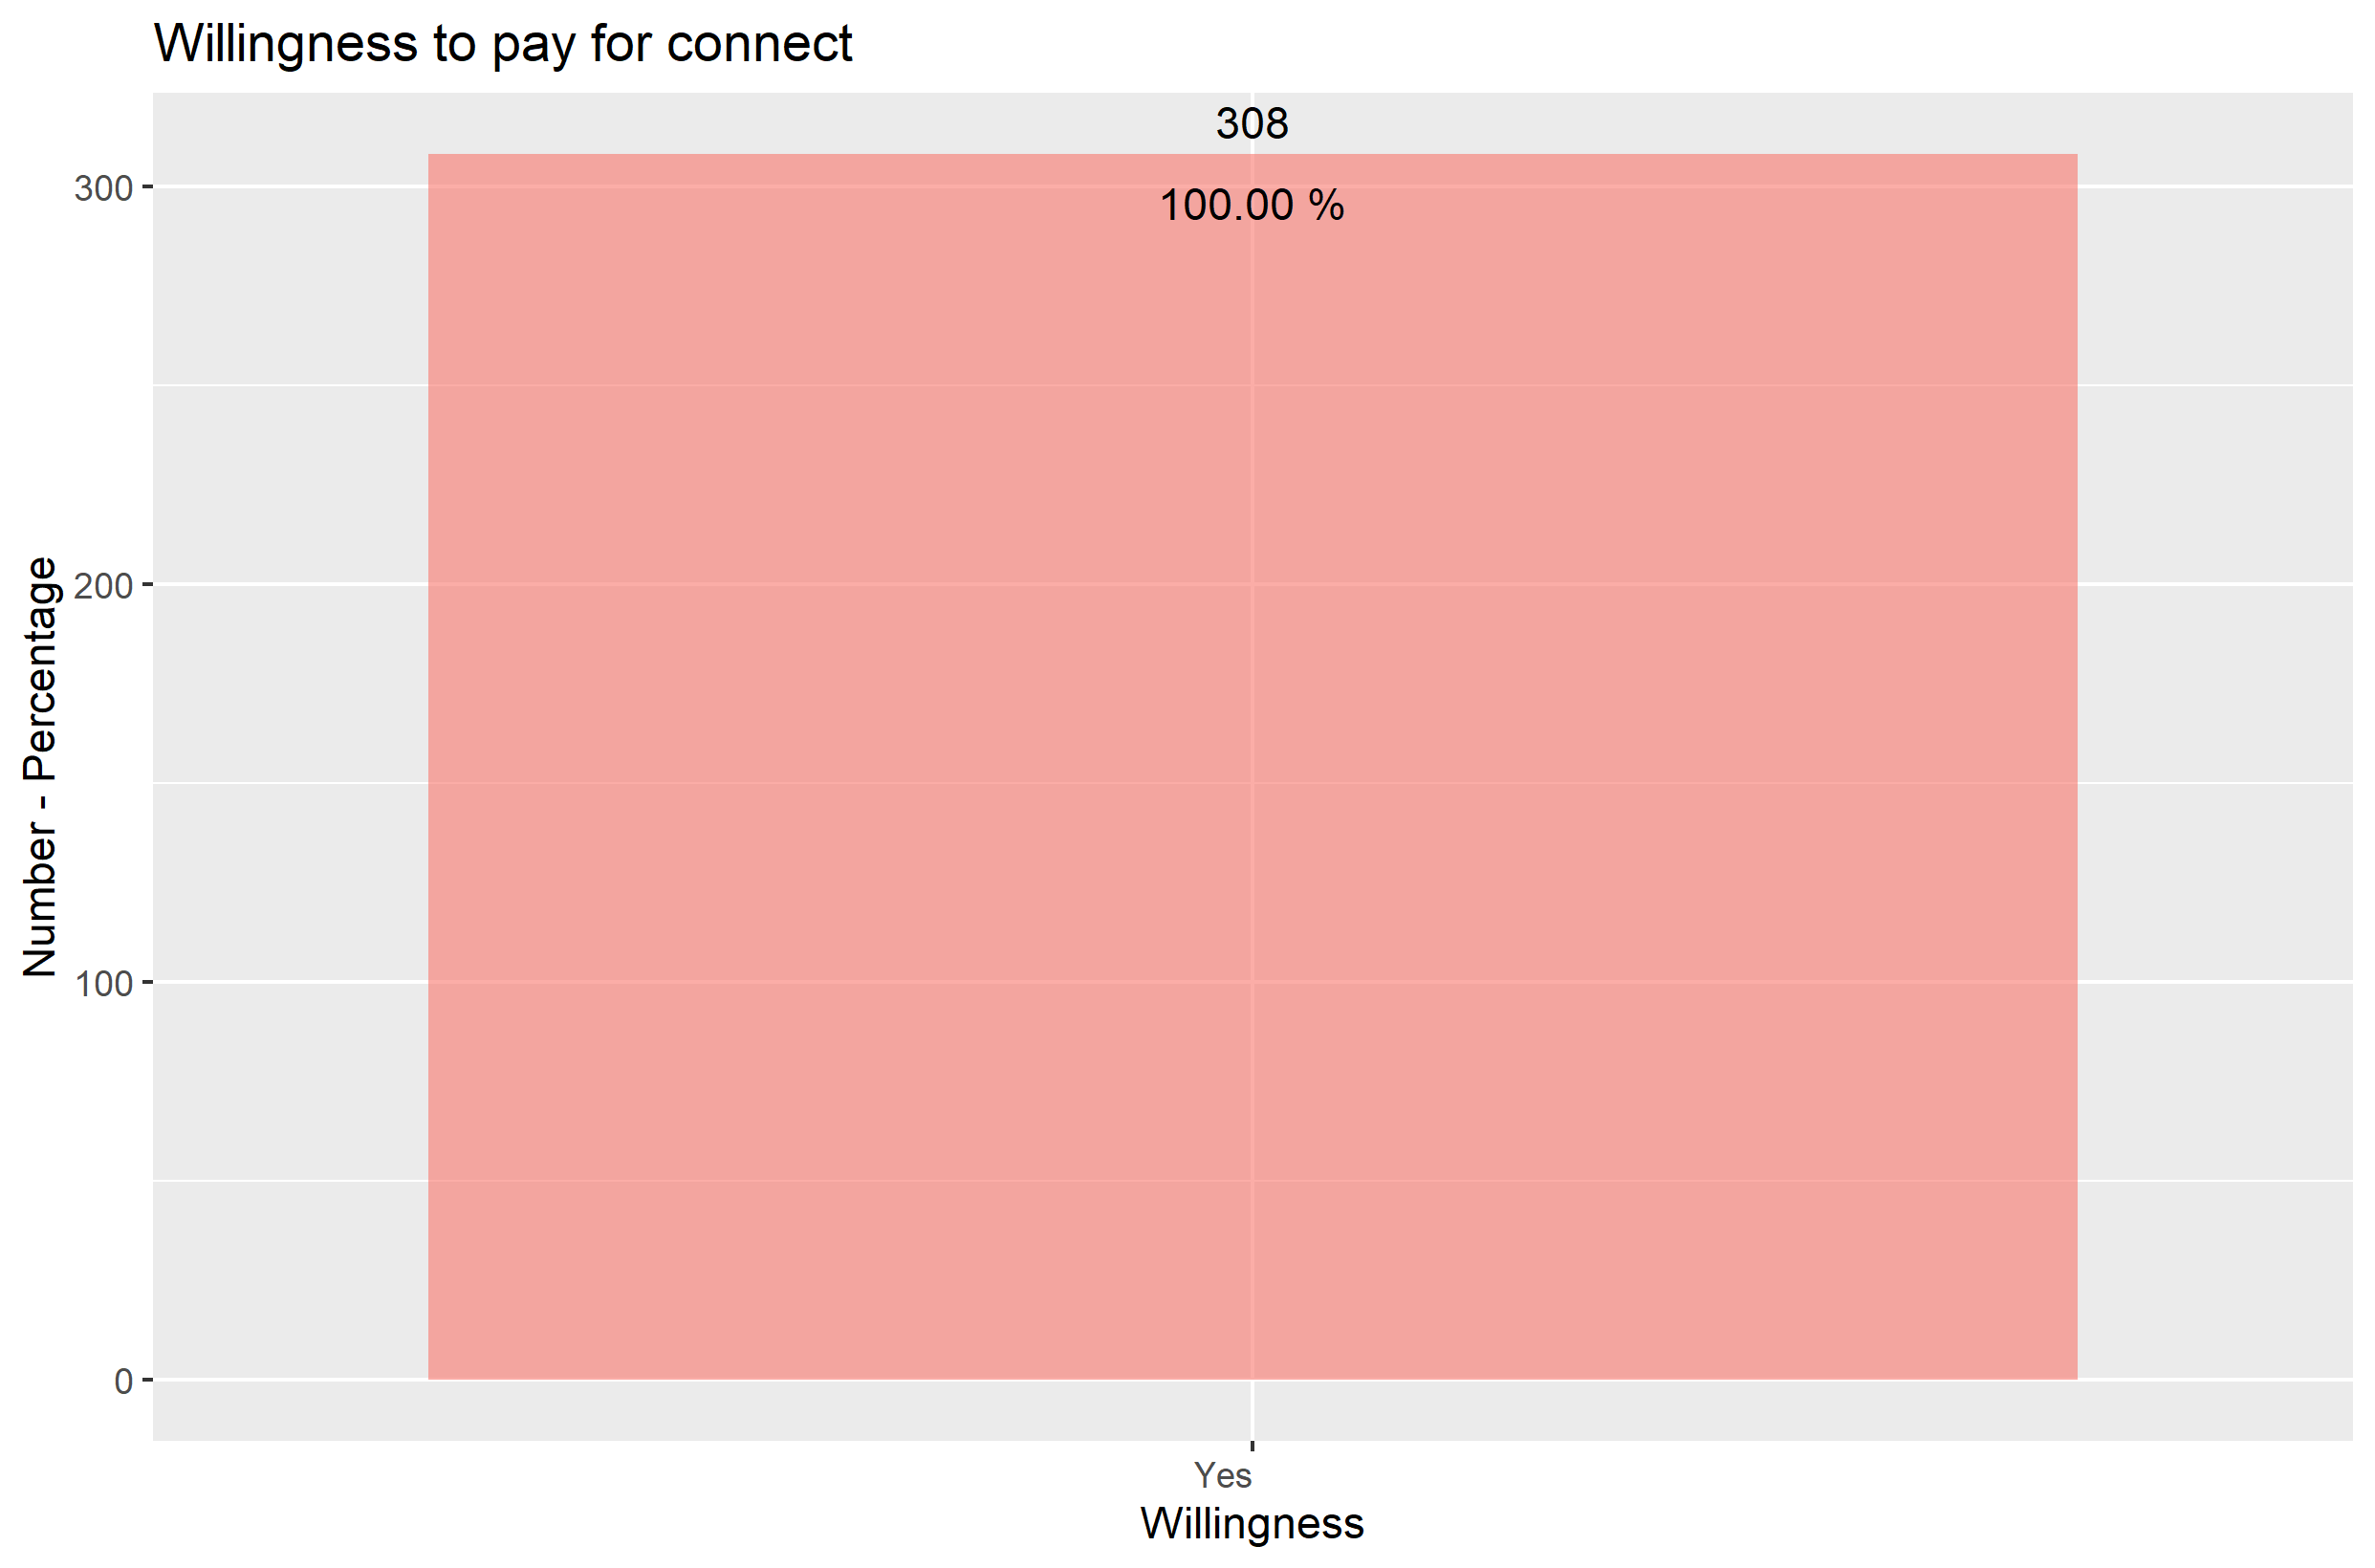 Willingness to pay for connect
308
100.00 %
300
200
100
0
Number - Percentage
Yes
Willingness